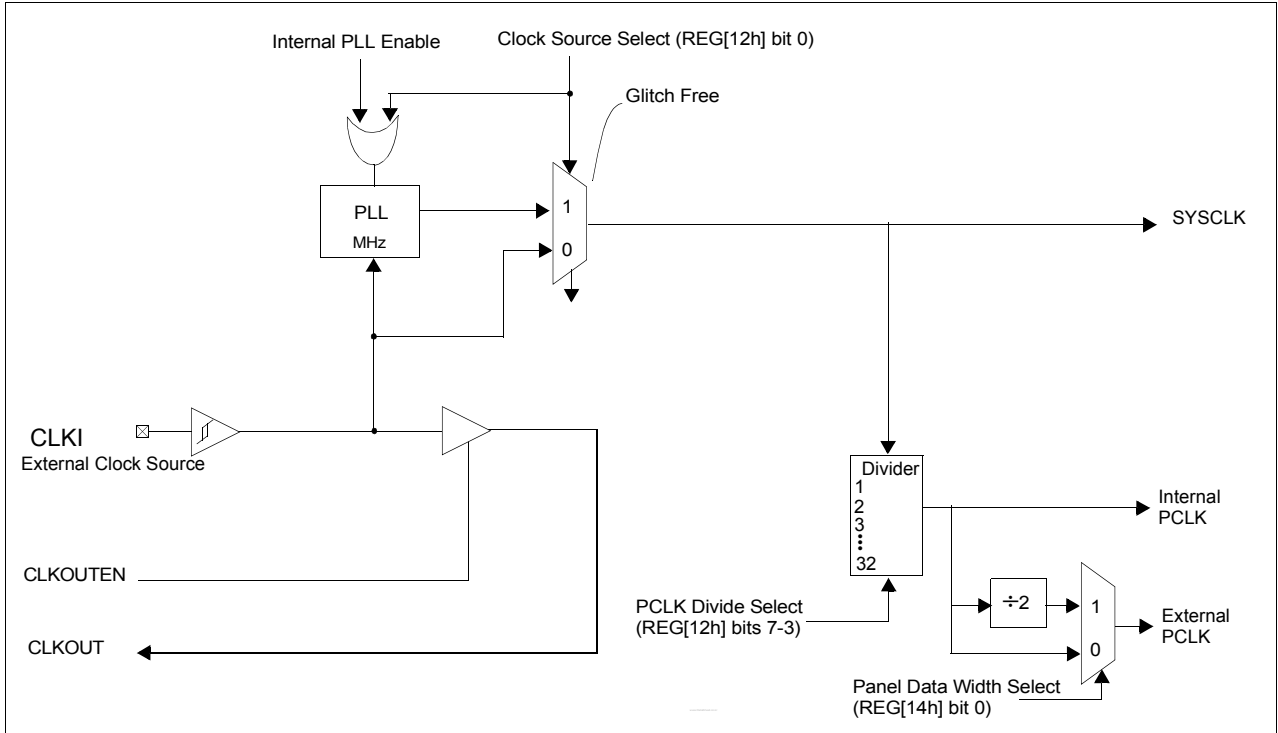 Internal PLL Enable
Clock Source Select (REG[12h] bit 0)
Glitch Free
PLL
MHz
1
0
SYSCLK
CLKI
External Clock Source
Divider
1
2
3
32
Internal
PCLK
CLKOUTEN
÷2
1
0
External
PCLK
PCLK Divide Select
(REG[12h] bits 7-3)
CLKOUT
Panel Data Width Select
(REG[14h] bit 0)